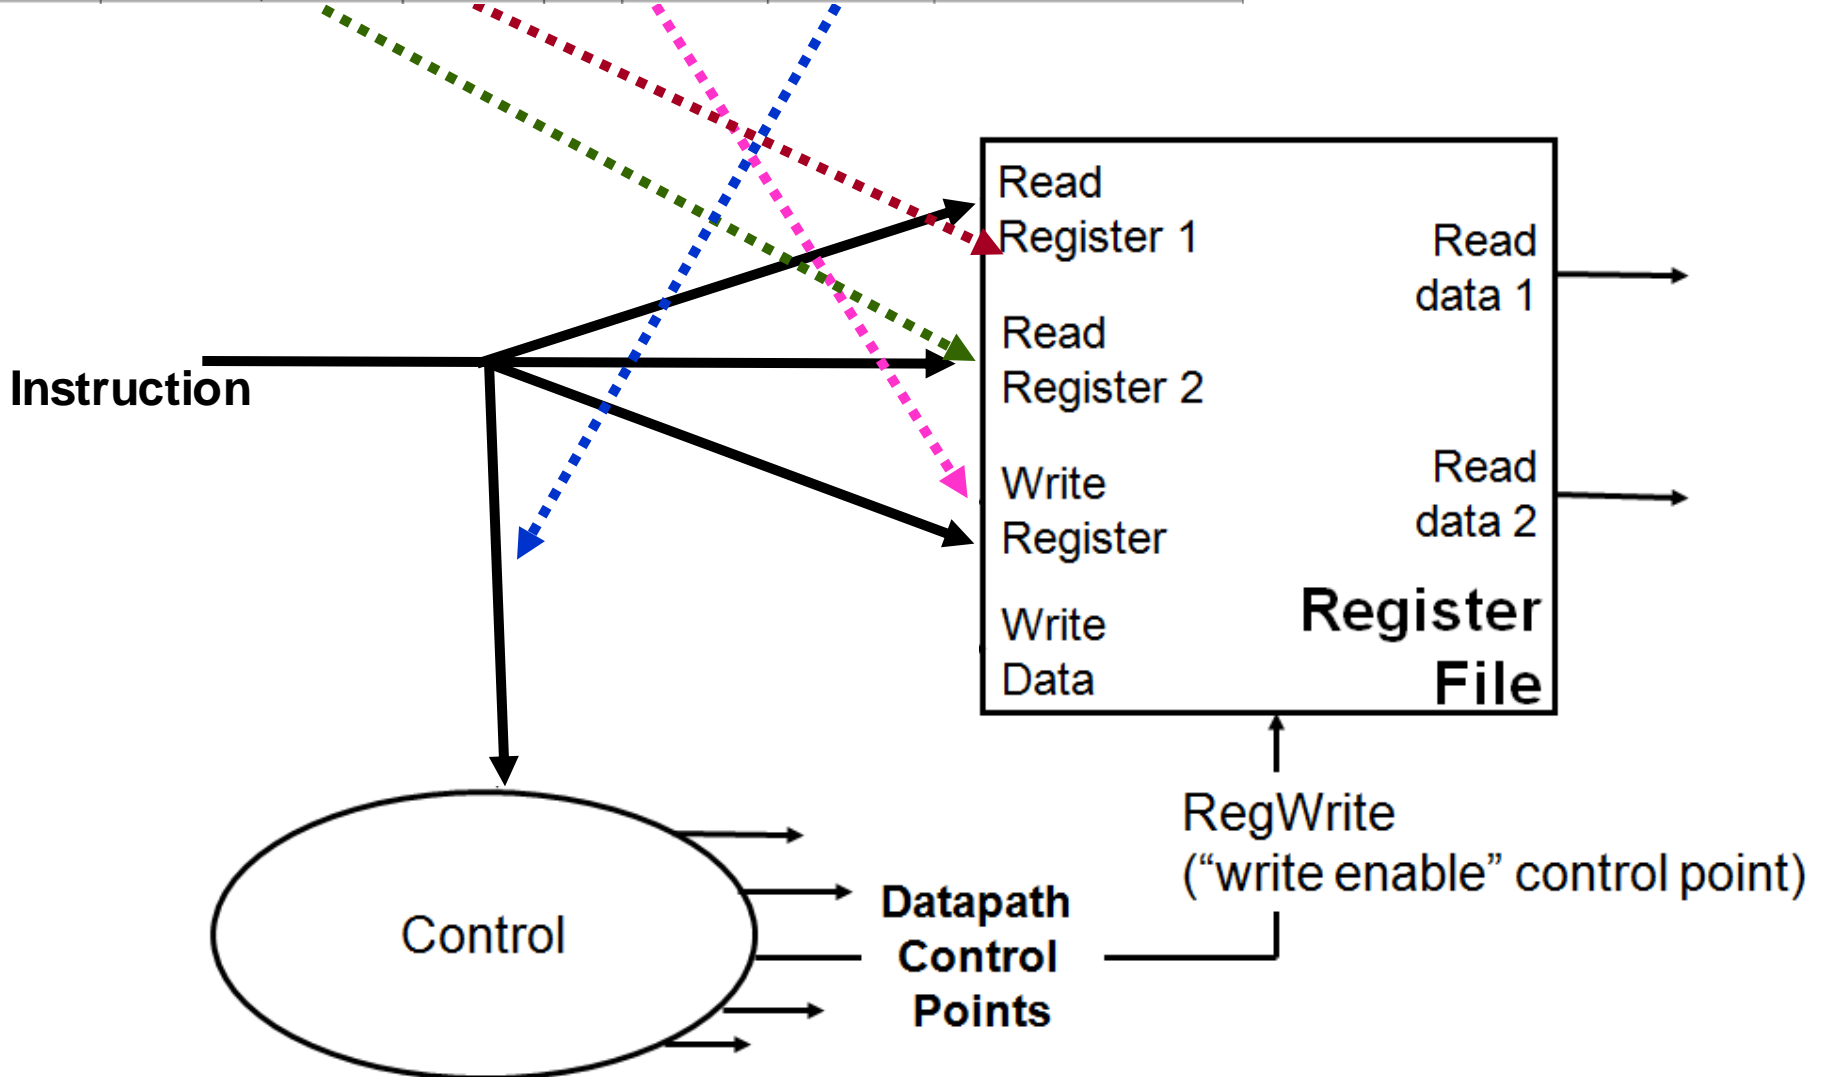 Instruction
Read
Register 1
Read
Register 2
Write
Register
Write
Data
Read
data 1
Read
data 2
Register
File
RegWrite
(“write enable” control point)
Control
Datapath
Control
Points